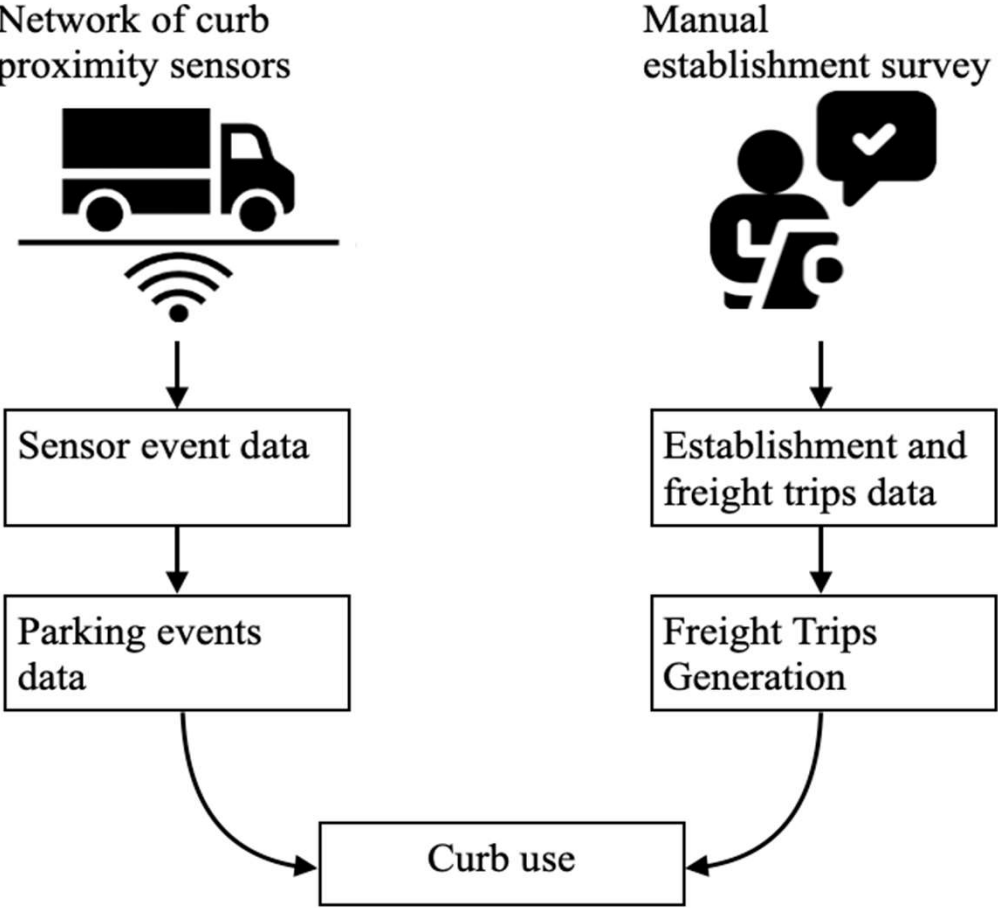 Network of curb
proximity sensors
Manual
establishment survey
Sensor event data
Establishment and
freight trips data
Parking events
data
Freight Trips
Generation
Curb use